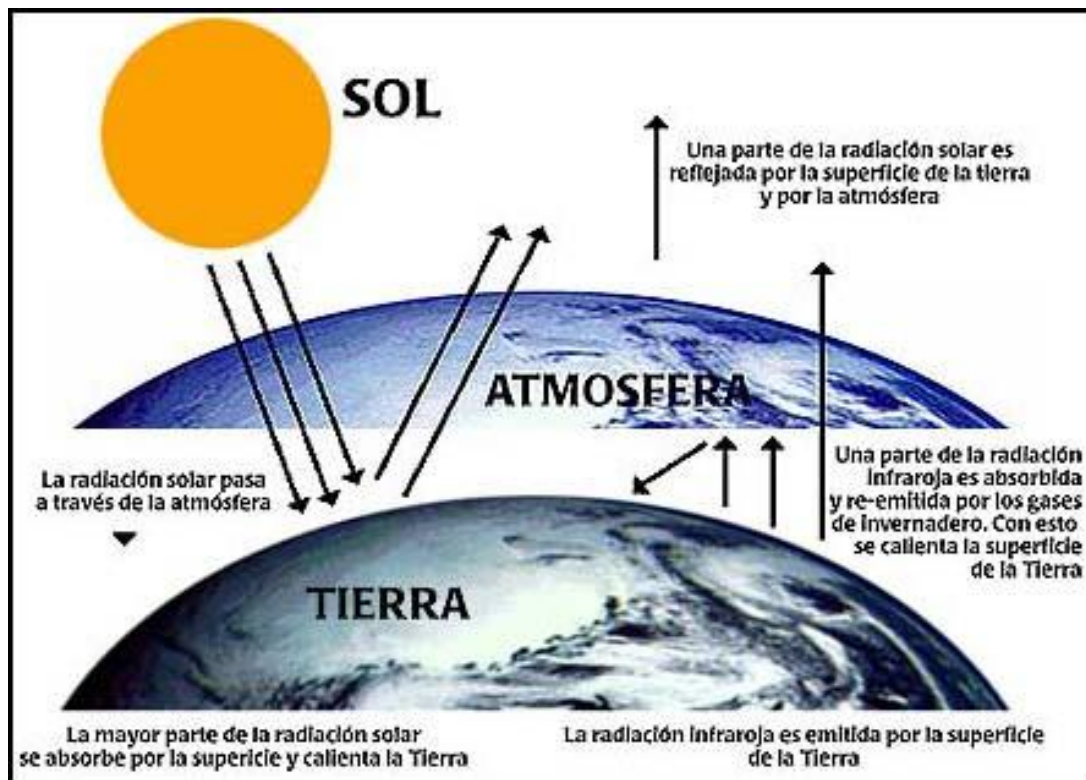 SOL
Una parte de la radiación solar es
reflejada por la superficie de la tierra
y por la atmósfera
ATMOSFERA
La radiación solar pasa
a través de la atmósfera
Una parte de la radiación
infraroja es absorbida
y re-emitida por los gases
de invernadero. Con esto
se calienta la superficie
de la Tierra
TIERRA
La mayor parte de la radiación solar
se absorbe por la supericie y calienta la Tierra
La radiación infraroja es emitida por la superficie
de la Tierra